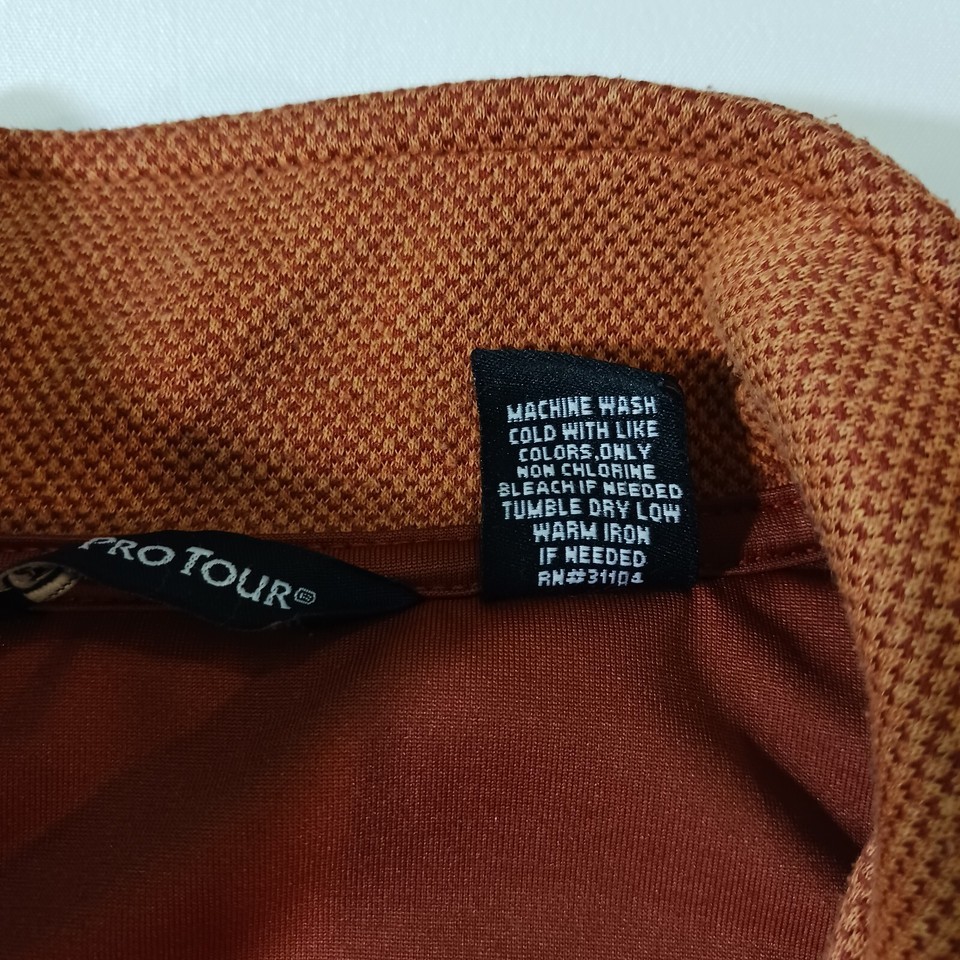 MACHINE WASH
COLD WITH LIKE
COLORS,ONLY
NON CHLORINE
BLEACH IF NEEDED
TUMBLE DRY LOW
WARM IRON
IF NEEDED
RN#31104
PRO TOUR®